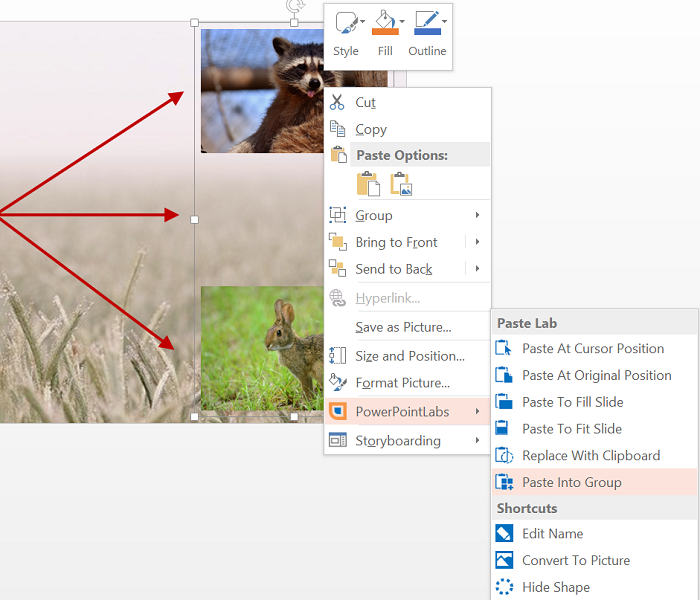 Style Fill Outline
Cut
Copy
Paste Options:
Group
Bring to Front
Send to Back
Hyperlink...
Save as Picture...
Size and Position...
Format Picture...
PowerPointLabs
Storyboarding
Paste Lab
Paste At Cursor Position
Paste At Original Position
Paste To Fill Slide
Paste To Fit Slide
Replace With Clipboard
Paste Into Group
Shortcuts
Edit Name
Convert To Picture
Hide Shape